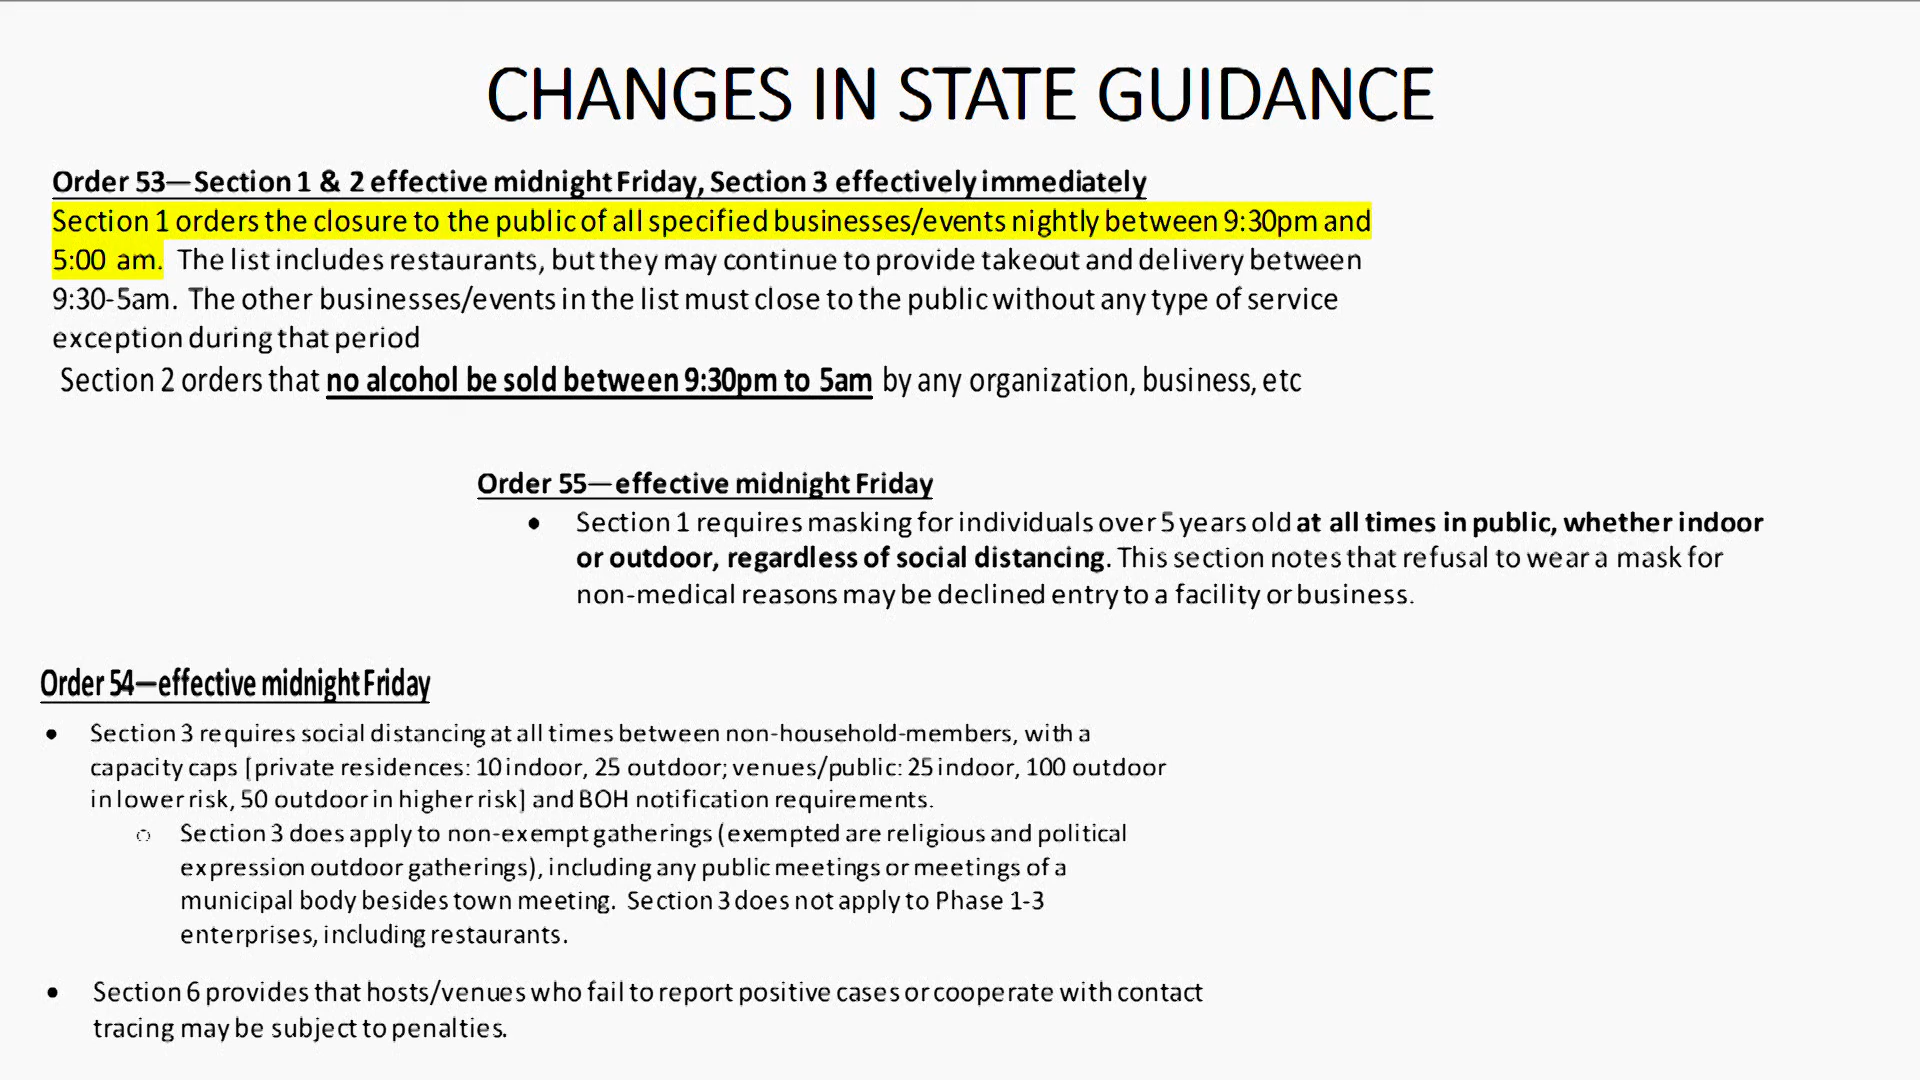 CHANGES IN STATE GUIDANCE
Order 53—Section 1 & 2 effective midnight Friday, Section 3 effectively immediately
Section 1 orders the closure to the public of all specified businesses/events nightly between 9:30pm and
5:00 am. The list includes restaurants, but they may continue to provide takeout and delivery between
9:30-5am. The other businesses/events in the list must close to the public without any type of service
exception during that period
Section 2 orders that no alcohol be sold between 9:30pm to 5am by any organization, business, etc
Order 55—effective midnight Friday
• Section 1 requires masking for individuals over 5 years old at all times in public, whether indoor
or outdoor, regardless of social distancing. This section notes that refusal to wear a mask for
non-medical reasons may be declined entry to a facility or business.
Order 54—effective midnight Friday
• Section 3 requires social distancing at all times between non-household-members, with a
capacity caps [private residences: 10 indoor, 25 outdoor; venues/public: 25 indoor, 100 outdoor
in lower risk, 50 outdoor in higher risk] and BOH notification requirements.
○ Section 3 does apply to non-exempt gatherings (exempted are religious and political
expression outdoor gatherings), including any public meetings or meetings of a
municipal body besides town meeting. Section 3 does not apply to Phase 1-3
enterprises, including restaurants.
• Section 6 provides that hosts/venues who fail to report positive cases or cooperate with contact
tracing may be subject to penalties.